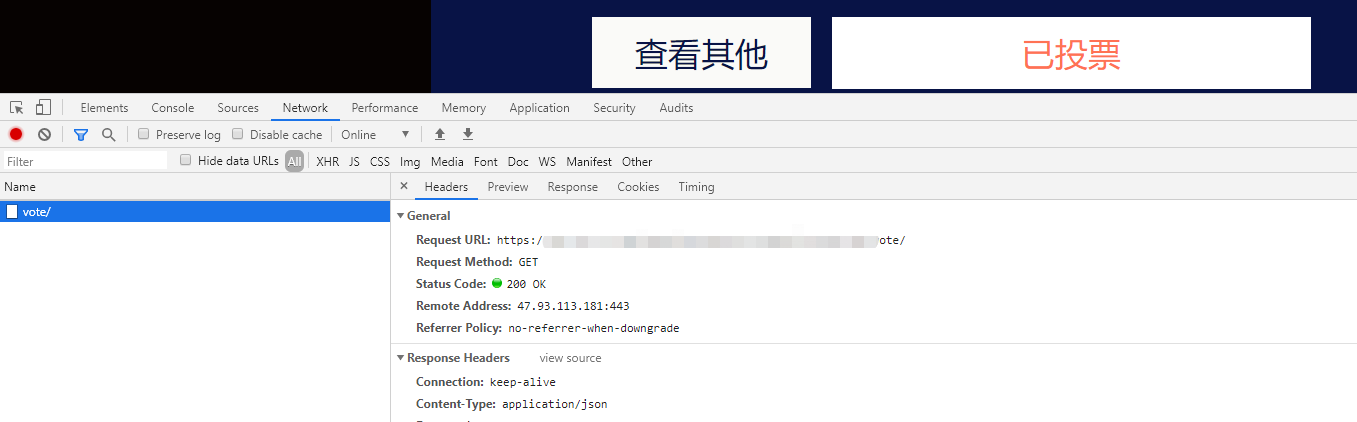 查看其他 已投票
Elements Console Sources Network Performance Memory Application Security Audits
Preserve log Disable cache Online
Filter Hide data URLs All XHR JS CSS Img Media Font Doc WS Manifest Other
Name Headers Preview Response Cookies Timing
vote/ General
Request URL: https:/ ote/
Request Method: GET
Status Code: 200 OK
Remote Address: 47.93.113.181:443
Referrer Policy: no-referrer-when-downgrade
Response Headers view source
Connection: keep-alive
Content-Type: application/json